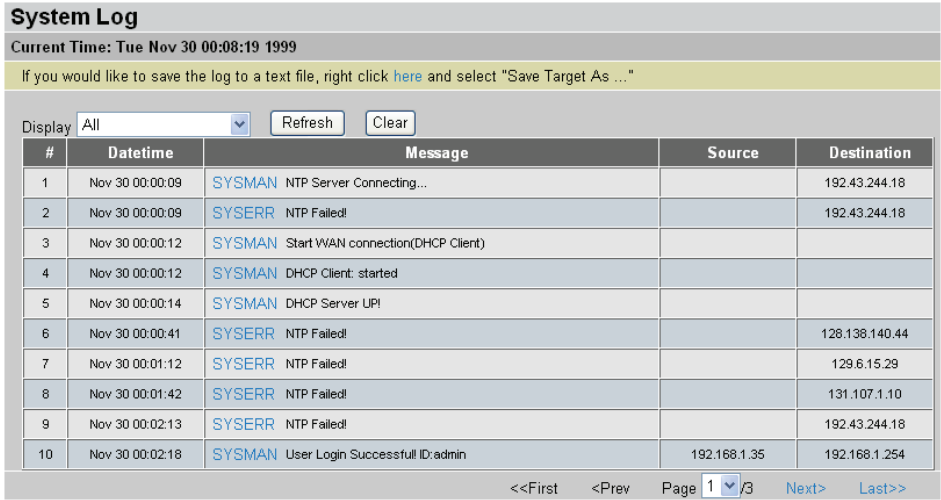 System Log
Current Time: Tue Nov 30 00:08:19 1999
If you would like to save the log to a text file, right click here and select "Save Target As ..."
Display All Refresh Clear
# Datetime Message Source Destination
1 Nov 30 00:00:09 SYSMAN NTP Server Connecting... 192.43.244.18
2 Nov 30 00:00:09 SYSERR NTP Failed! 192.43.244.18
3 Nov 30 00:00:12 SYSMAN Start WAN connection(DHCP Client)
4 Nov 30 00:00:12 SYSMAN DHCP Client: started
5 Nov 30 00:00:14 SYSMAN DHCP Server UP!
6 Nov 30 00:00:41 SYSERR NTP Failed! 128.138.140.44
7 Nov 30 00:01:12 SYSERR NTP Failed! 129.6.15.29
8 Nov 30 00:01:42 SYSERR NTP Failed! 131.107.1.10
9 Nov 30 00:02:13 SYSERR NTP Failed! 192.43.244.18
10 Nov 30 00:02:18 SYSMAN User Login Successful! ID:admin 192.168.1.35 192.168.1.254
<<First <Prev Page 1 /3 Next> Last>>